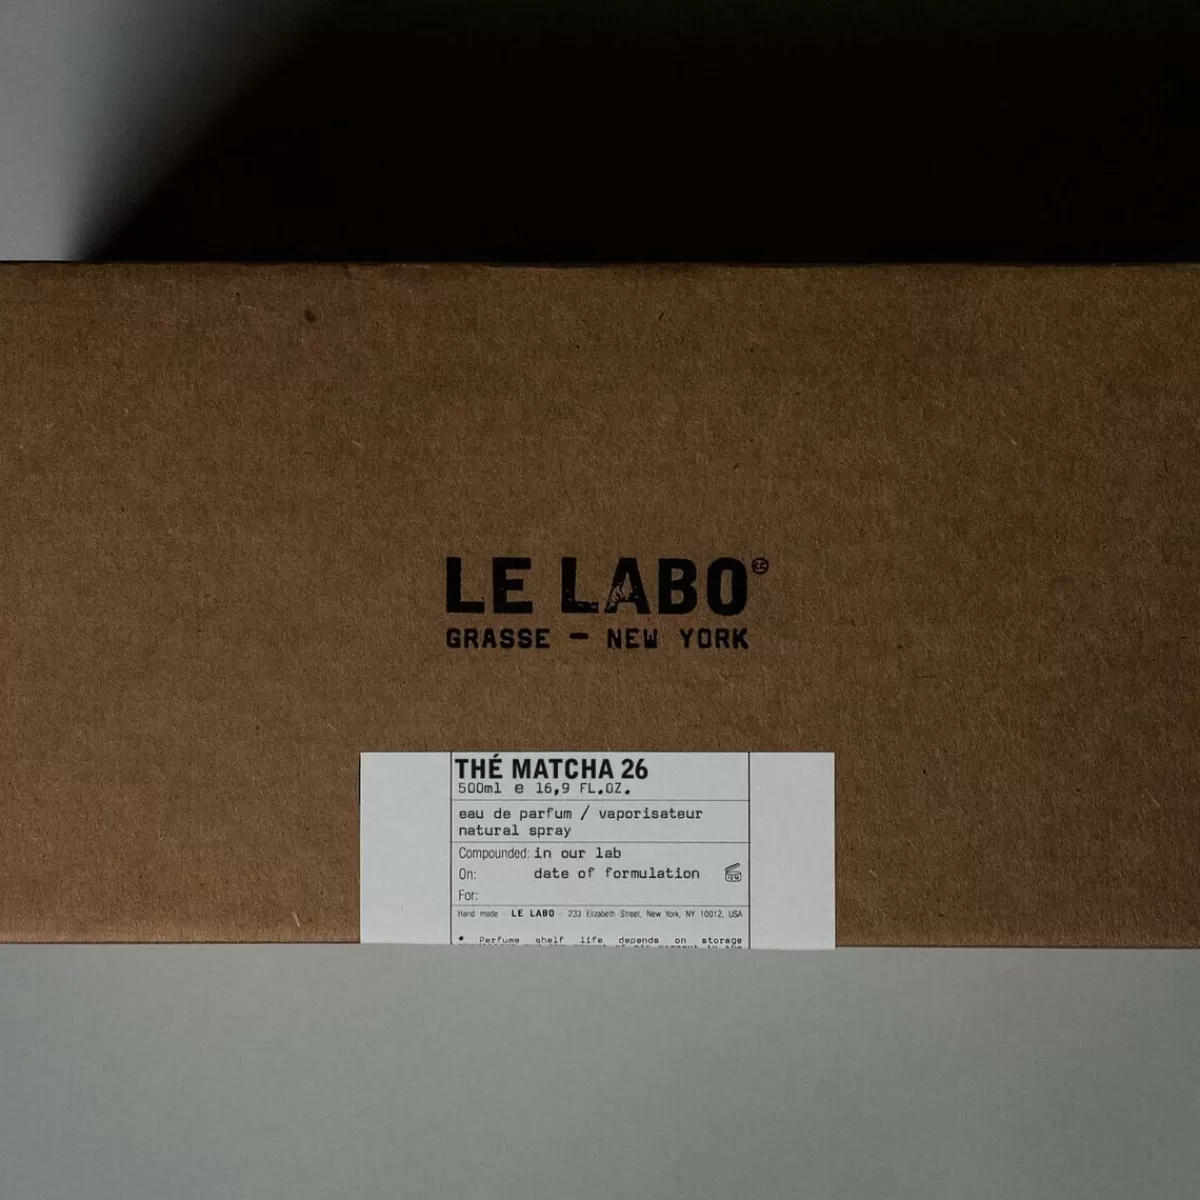 LE LABO
GRASSE – NEW YORK
THÉ MATCHA 26
500ml e 16,9 FL.OZ.
eau de parfum / vaporisateur
natural spray
Compounded: in our lab
On: date of formulation
12 M
For:
Hand made - LE LABO - 233 Elizabeth Street, New York, NY 10012, USA
* Perfume shelf life depends on storage